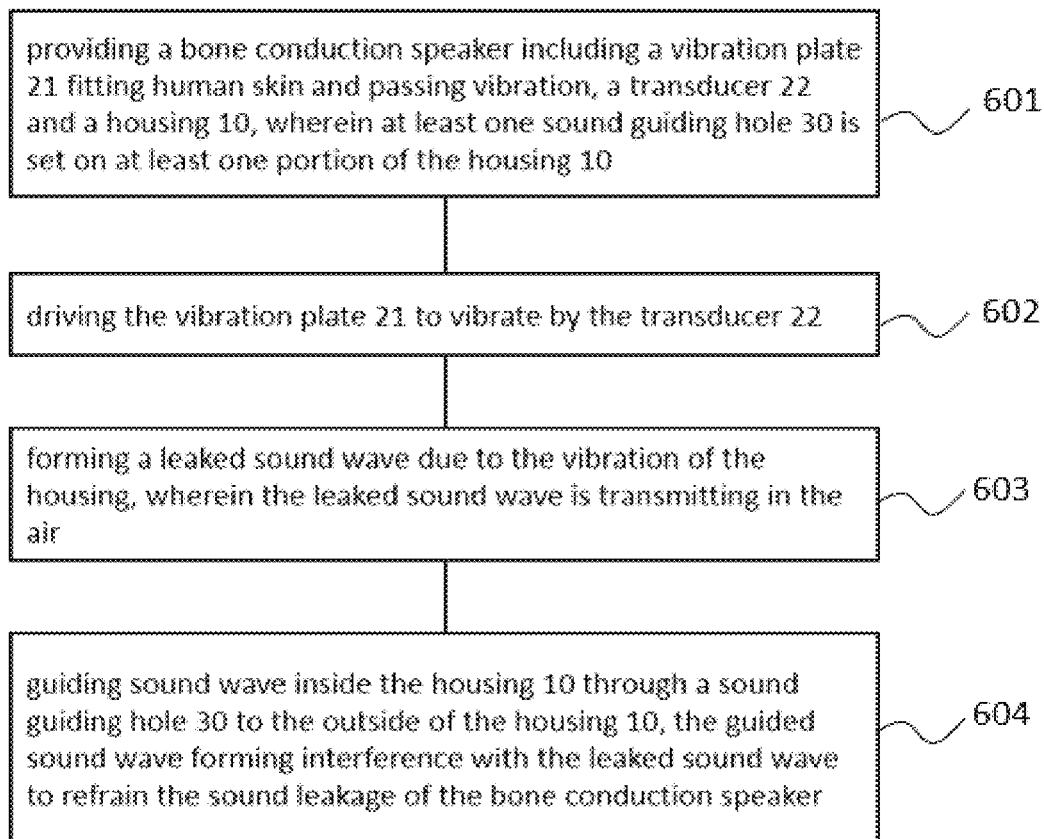 providing a bone conduction speaker including a vibration plate
21 fitting human skin and passing vibration, a transducer 22
and a housing 10, wherein at least one sound guiding hole 30 is
set on at least one portion of the housing 10
601
driving the vibration plate 21 to vibrate by the transducer 22
602
forming a leaked sound wave due to the vibration of the
housing, wherein the leaked sound wave is transmitting in the
air
603
guiding sound wave inside the housing 10 through a sound
guiding hole 30 to the outside of the housing 10, the guided
sound wave forming interference with the leaked sound wave
to refrain the sound leakage of the bone conduction speaker
604